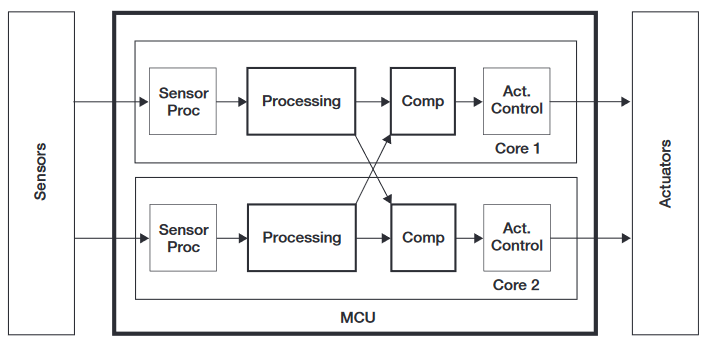 Sensors
Sensor
Proc
Processing
Comp
Act.
Control
Core 1
Sensor
Proc
Processing
Comp
Act.
Control
Core 2
MCU
Actuators